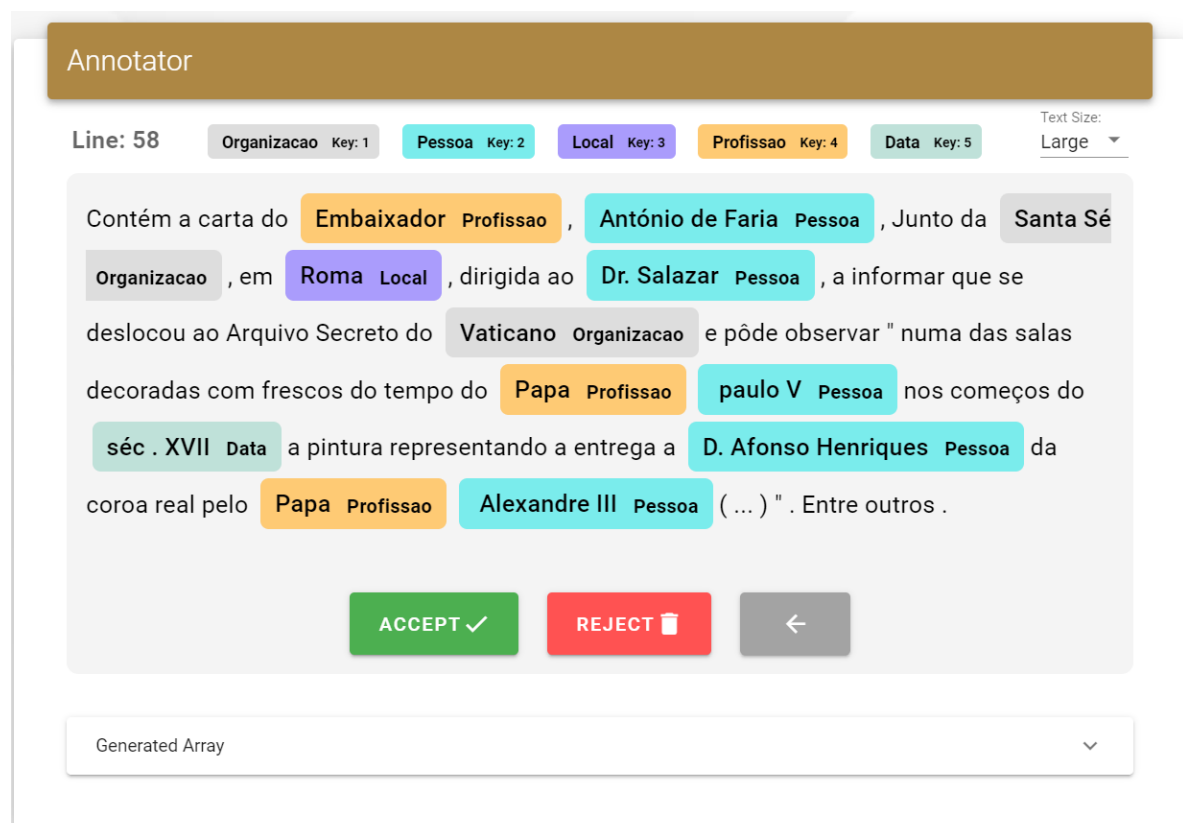 Annotator
Line: 58 Organizacao Key: 1 Pessoa Key: 2 Local Key: 3 Profissao Key: 4 Data Key: 5 Text Size: Large
Contém a carta do Embaixador Profissao , António de Faria Pessoa , Junto da Santa Sé
Organizacao , em Roma Local , dirigida ao Dr. Salazar Pessoa , a informar que se
deslocou ao Arquivo Secreto do Vaticano Organizacao e pôde observar " numa das salas
decoradas com frescos do tempo do Papa Profissao paulo V Pessoa nos começos do
séc . XVII Data a pintura representando a entrega a D. Afonso Henriques Pessoa da
coroa real pelo Papa Profissao Alexandre III Pessoa ( ... ) " . Entre outros .
ACCEPT REJECT
Generated Array